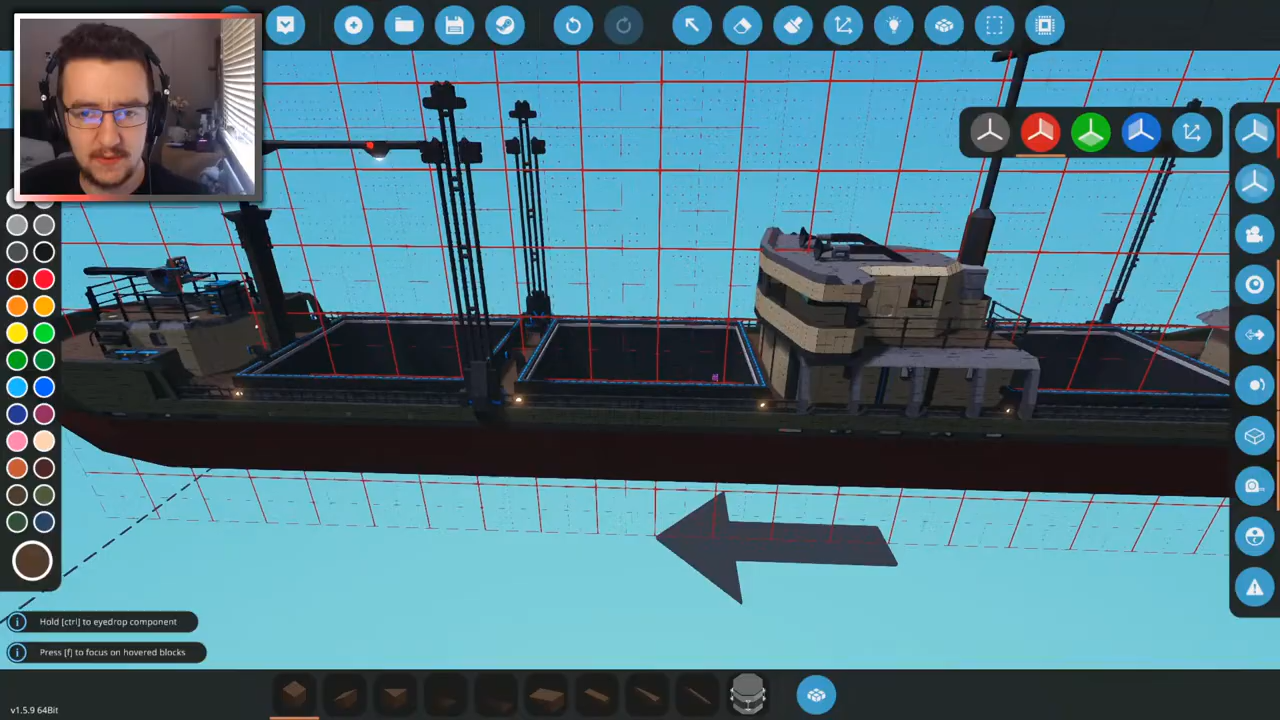 Hold [ctrl] to eyedrop component
Press [f] to focus on hovered blocks
v1.5.9 64Bit